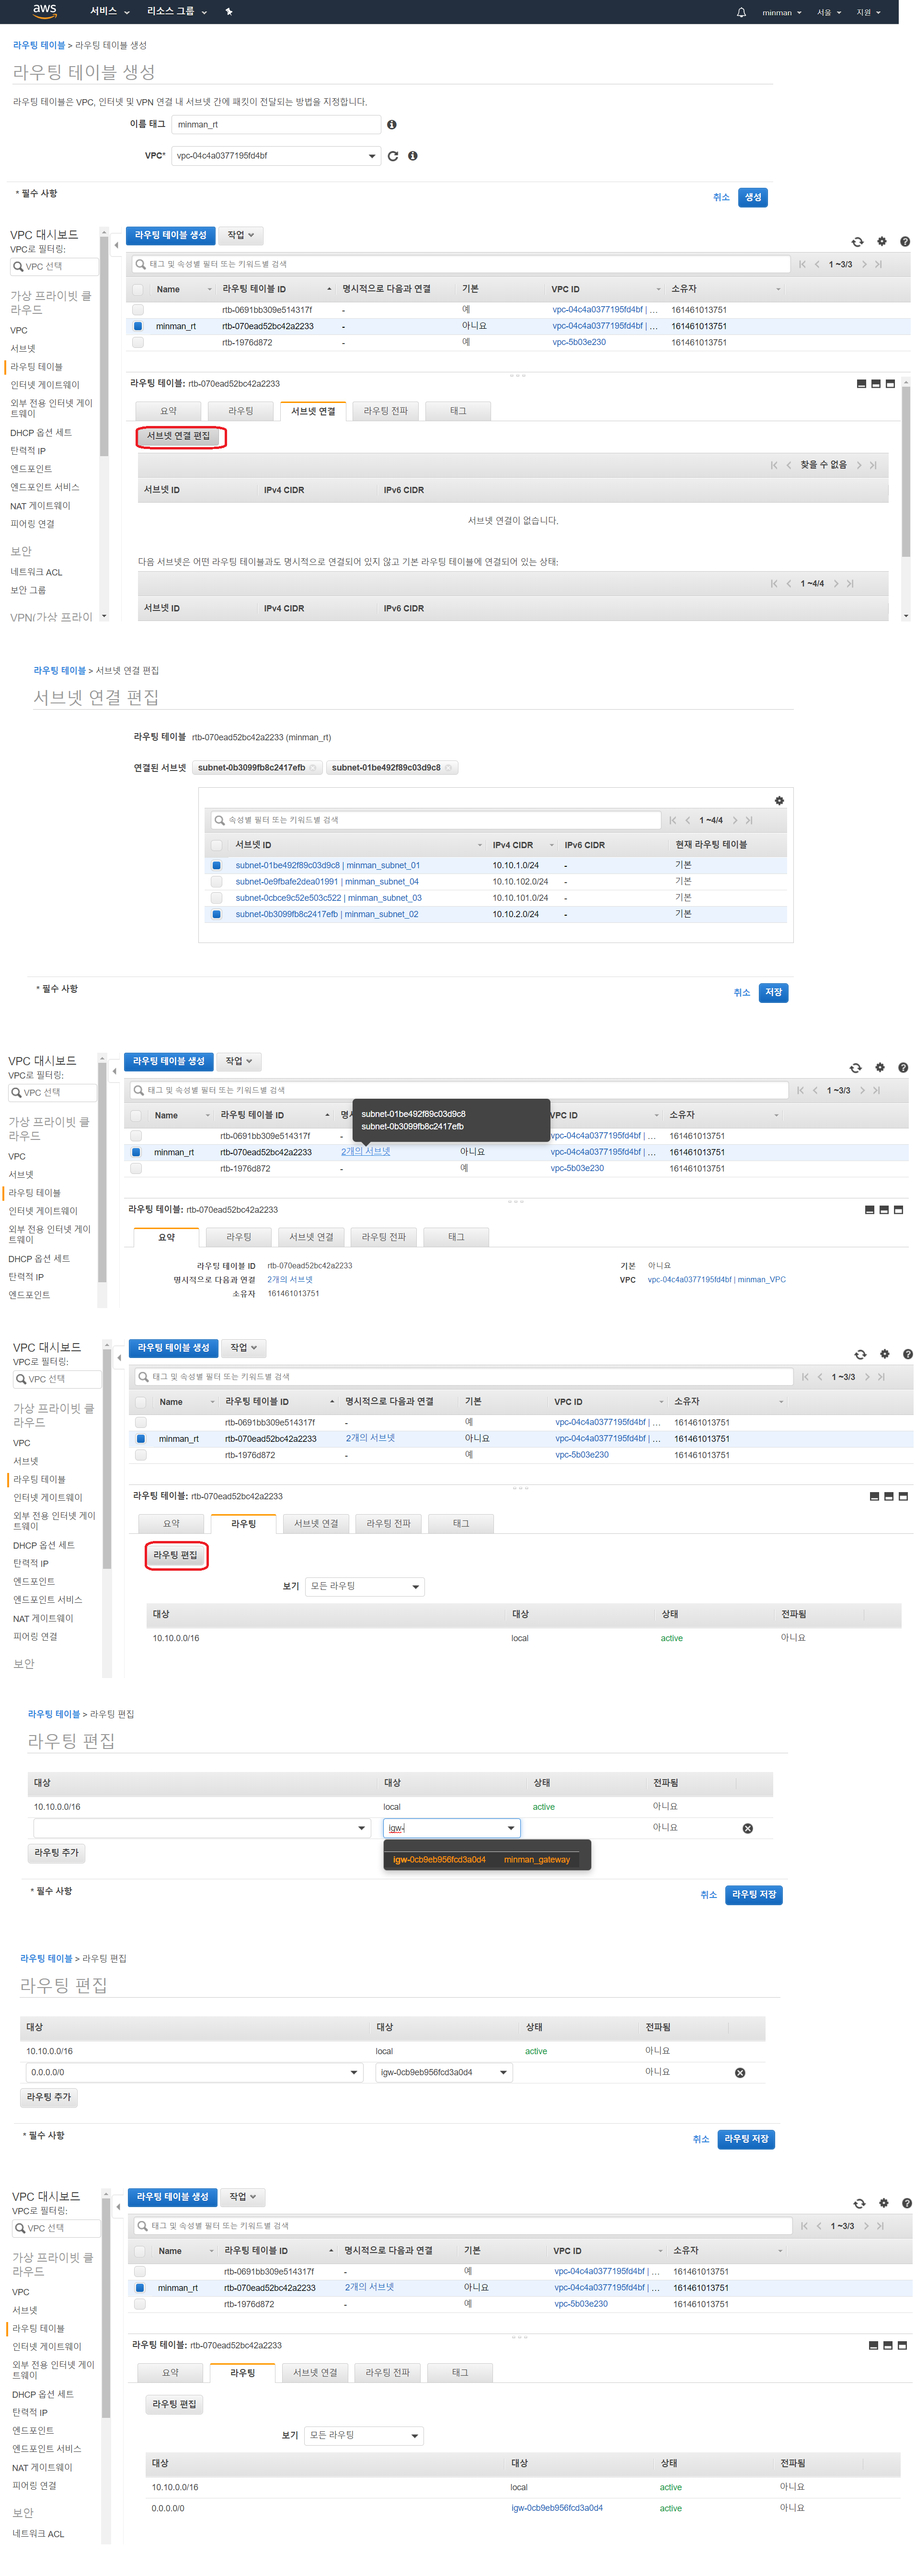 aws 서비스 리소스 그룹 minman 서울 지원
라우팅 테이블 > 라우팅 테이블 생성
라우팅 테이블 생성
라우팅 테이블은 VPC, 인터넷 및 VPN 연결 내 서브넷 간에 패킷이 전달되는 방법을 지정합니다.
이름 태그 minman_rt
VPC* vpc-04c4a0377195fd4bf
* 필수 사항
취소 생성
VPC 대시보드
VPC로 필터링:
VPC 선택
가상 프라이빗 클
라우드
VPC
서브넷
라우팅 테이블
인터넷 게이트웨이
외부 전용 인터넷 게이
트웨이
DHCP 옵션 세트
탄력적 IP
엔드포인트
엔드포인트 서비스
NAT 게이트웨이
피어링 연결
보안
네트워크 ACL
보안 그룹
VPN(가상 프라이
라우팅 테이블 생성 작업
태그 및 속성별 필터 또는 키워드별 검색 1 ~3/3
Name 라우팅 테이블 ID 명시적으로 다음과 연결 기본 VPC ID 소유자
rtb-0691bb309e514317f - 예 vpc-04c4a0377195fd4bf | ... 161461013751
minman_rt rtb-070ead52bc42a2233 - 아니요 vpc-04c4a0377195fd4bf | ... 161461013751
rtb-1976d872 - 예 vpc-5b03e230 161461013751
라우팅 테이블: rtb-070ead52bc42a2233
요약 라우팅 서브넷 연결 라우팅 전파 태그
서브넷 연결 편집
찾을 수 없음
서브넷 ID IPv4 CIDR IPv6 CIDR
서브넷 연결이 없습니다.
다음 서브넷은 어떤 라우팅 테이블과도 명시적으로 연결되어 있지 않고 기본 라우팅 테이블에 연결되어 있는 상태:
1 ~4/4
서브넷 ID IPv4 CIDR IPv6 CIDR
라우팅 테이블 > 서브넷 연결 편집
서브넷 연결 편집
라우팅 테이블 rtb-070ead52bc42a2233 (minman_rt)
연결된 서브넷 subnet-0b3099fb8c2417efb subnet-01be492f89c03d9c8
속성별 필터 또는 키워드별 검색 1 ~4/4
서브넷 ID IPv4 CIDR IPv6 CIDR 현재 라우팅 테이블
subnet-01be492f89c03d9c8 | minman_subnet_01 10.10.1.0/24 - 기본
subnet-0e9fbafe2dea01991 | minman_subnet_04 10.10.102.0/24 - 기본
subnet-0cbce9c52e503c522 | minman_subnet_03 10.10.101.0/24 - 기본
subnet-0b3099fb8c2417efb | minman_subnet_02 10.10.2.0/24 - 기본
* 필수 사항
취소 저장
VPC 대시보드
VPC로 필터링:
VPC 선택
가상 프라이빗 클
라우드
VPC
서브넷
라우팅 테이블
인터넷 게이트웨이
외부 전용 인터넷 게이
트웨이
DHCP 옵션 세트
탄력적 IP
엔드포인트
라우팅 테이블 생성 작업
태그 및 속성별 필터 또는 키워드별 검색 1 ~3/3
Name 라우팅 테이블 ID 명 VPC ID 소유자
subnet-01be492f89c03d9c8
subnet-0b3099fb8c2417efb
rtb-0691bb309e514317f - vpc-04c4a0377195fd4bf | ... 161461013751
minman_rt rtb-070ead52bc42a2233 2개의 서브넷 아니요 vpc-04c4a0377195fd4bf | ... 161461013751
rtb-1976d872 - 예 vpc-5b03e230 161461013751
라우팅 테이블: rtb-070ead52bc42a2233
요약 라우팅 서브넷 연결 라우팅 전파 태그
라우팅 테이블 ID rtb-070ead52bc42a2233 기본 아니요
명시적으로 다음과 연결 2개의 서브넷 VPC vpc-04c4a0377195fd4bf | minman_VPC
소유자 161461013751
VPC 대시보드
VPC로 필터링:
VPC 선택
가상 프라이빗 클
라우드
VPC
서브넷
라우팅 테이블
인터넷 게이트웨이
외부 전용 인터넷 게이
트웨이
DHCP 옵션 세트
탄력적 IP
엔드포인트
엔드포인트 서비스
NAT 게이트웨이
피어링 연결
보안
라우팅 테이블 생성 작업
태그 및 속성별 필터 또는 키워드별 검색 1 ~3/3
Name 라우팅 테이블 ID 명시적으로 다음과 연결 기본 VPC ID 소유자
rtb-0691bb309e514317f - 예 vpc-04c4a0377195fd4bf | ... 161461013751
minman_rt rtb-070ead52bc42a2233 2개의 서브넷 아니요 vpc-04c4a0377195fd4bf | ... 161461013751
rtb-1976d872 - 예 vpc-5b03e230 161461013751
라우팅 테이블: rtb-070ead52bc42a2233
요약 라우팅 서브넷 연결 라우팅 전파 태그
라우팅 편집
보기 모든 라우팅
대상 대상 상태 전파됨
10.10.0.0/16 local active 아니요
라우팅 테이블 > 라우팅 편집
라우팅 편집
대상 대상 상태 전파됨
10.10.0.0/16 local active 아니요
igw- 아니요
라우팅 추가
igw-0cb9eb956fcd3a0d4 minman_gateway
* 필수 사항
취소 라우팅 저장
라우팅 테이블 > 라우팅 편집
라우팅 편집
대상 대상 상태 전파됨
10.10.0.0/16 local active 아니요
0.0.0.0/0 igw-0cb9eb956fcd3a0d4 아니요
라우팅 추가
* 필수 사항
취소 라우팅 저장
VPC 대시보드
VPC로 필터링:
VPC 선택
가상 프라이빗 클
라우드
VPC
서브넷
라우팅 테이블
인터넷 게이트웨이
외부 전용 인터넷 게이
트웨이
DHCP 옵션 세트
탄력적 IP
엔드포인트
엔드포인트 서비스
NAT 게이트웨이
피어링 연결
보안
네트워크 ACL
라우팅 테이블 생성 작업
태그 및 속성별 필터 또는 키워드별 검색 1 ~3/3
Name 라우팅 테이블 ID 명시적으로 다음과 연결 기본 VPC ID 소유자
rtb-0691bb309e514317f - 예 vpc-04c4a0377195fd4bf | ... 161461013751
minman_rt rtb-070ead52bc42a2233 2개의 서브넷 아니요 vpc-04c4a0377195fd4bf | ... 161461013751
rtb-1976d872 - 예 vpc-5b03e230 161461013751
라우팅 테이블: rtb-070ead52bc42a2233
요약 라우팅 서브넷 연결 라우팅 전파 태그
라우팅 편집
보기 모든 라우팅
대상 대상 상태 전파됨
10.10.0.0/16 local active 아니요
0.0.0.0/0 igw-0cb9eb956fcd3a0d4 active 아니요